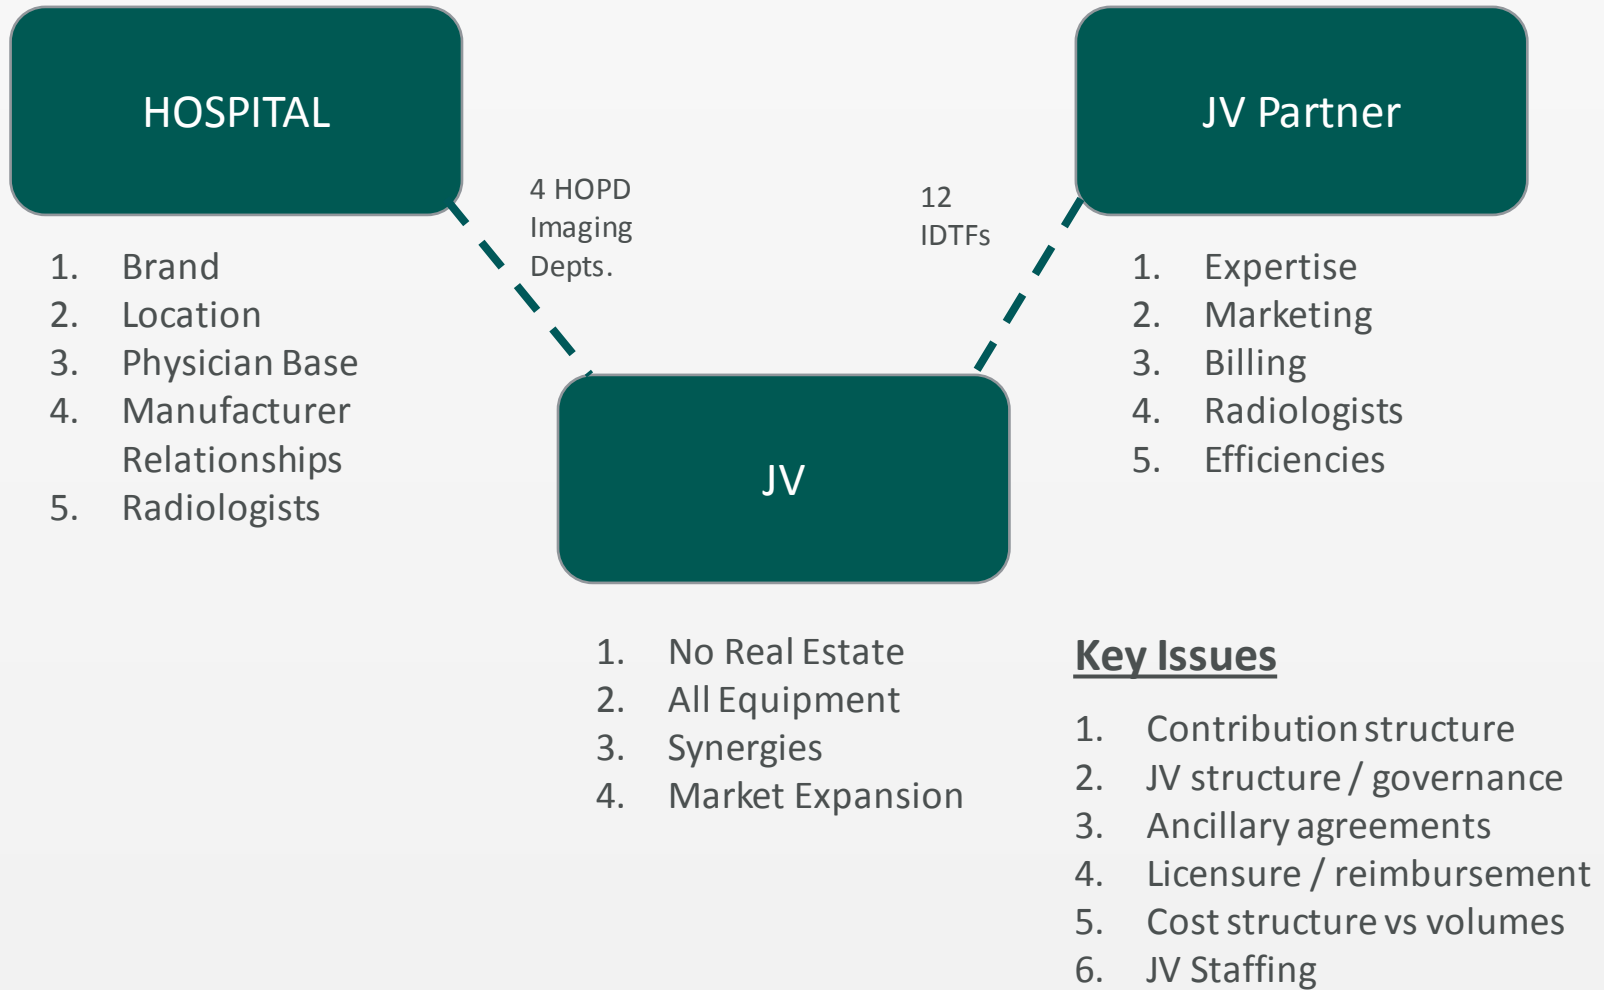 HOSPITAL
JV Partner
4 HOPD
Imaging
Depts.
12
IDTFs
1. Brand
2. Location
3. Physician Base
4. Manufacturer
Relationships
5. Radiologists
1. Expertise
2. Marketing
3. Billing
4. Radiologists
5. Efficiencies
JV
1. No Real Estate
2. All Equipment
3. Synergies
4. Market Expansion
Key Issues
1. Contribution structure
2. JV structure / governance
3. Ancillary agreements
4. Licensure / reimbursement
5. Cost structure vs volumes
6. JV Staffing